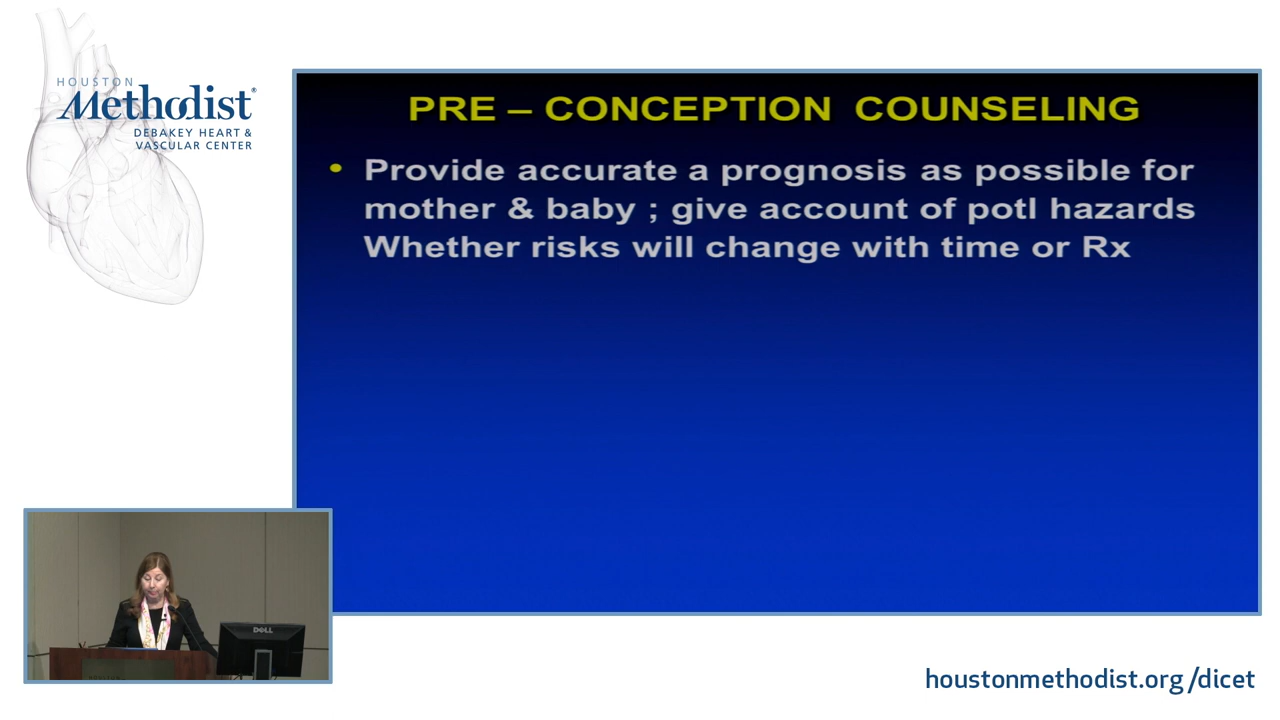 HOUSTON
Methodist®
DEBAKEY HEART &
VASCULAR CENTER
PRE – CONCEPTION COUNSELING
• Provide accurate a prognosis as possible for
mother & baby ; give account of potl hazards
Whether risks will change with time or Rx
DELL
houstonmethodist.org/dicet